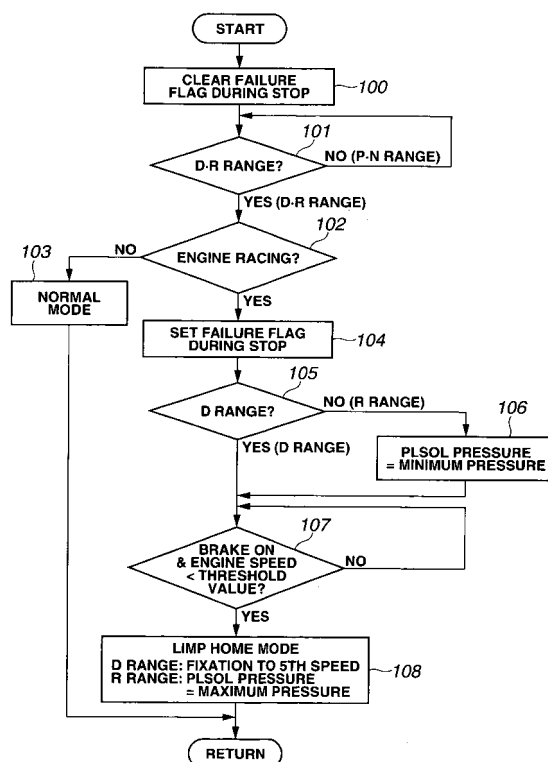 START
CLEAR FAILURE
FLAG DURING STOP
100
101
D·R RANGE?
NO (P·N RANGE)
YES (D·R RANGE)
102
103
NO
ENGINE RACING?
NORMAL
MODE
YES
SET FAILURE FLAG
DURING STOP
104
105
D RANGE?
NO (R RANGE)
106
YES (D RANGE)
PLSOL PRESSURE
= MINIMUM PRESSURE
107
BRAKE ON
& ENGINE SPEED
< THRESHOLD
VALUE?
NO
YES
LIMP HOME MODE
D RANGE: FIXATION TO 5TH SPEED
R RANGE: PLSOL PRESSURE
= MAXIMUM PRESSURE
108
RETURN